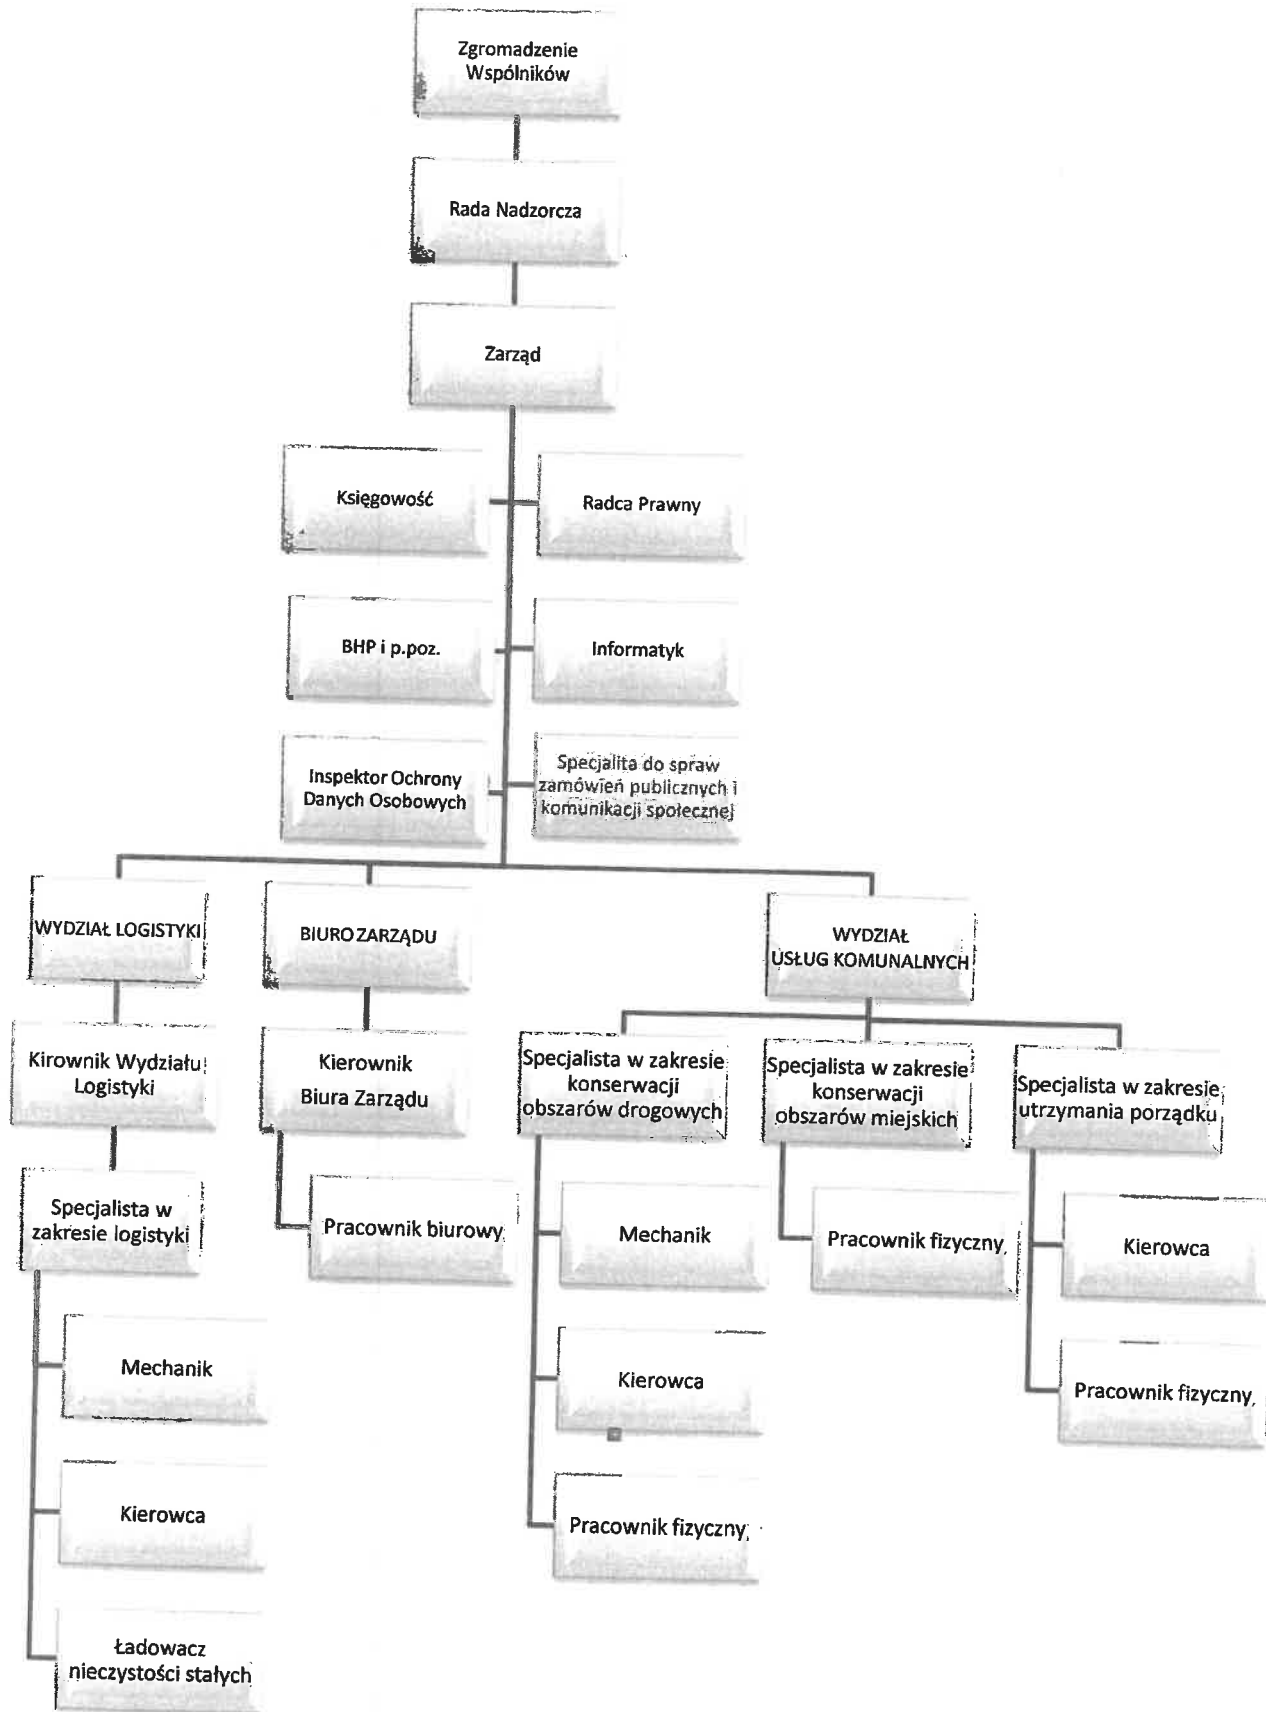 Zgromadzenie
Wspólników
Rada Nadzorcza
Zarząd
Księgowość
Radca Prawny
BHP i p.poz.
Informatyk
Inspektor Ochrony
Danych Osobowych
Specjalita do spraw
zamówień publicznych i
komunikacji społecznej
WYDZIAŁ LOGISTYKI
BIURO ZARZĄDU
WYDZIAŁ
USŁUG KOMUNALNYCH
Kirownik Wydziału
Logistyki
Kierownik
Biura Zarządu
Specjalista w zakresie
konserwacji
obszarów drogowych
Specjalista w zakresie
konserwacji
obszarów miejskich
Specjalista w zakresie
utrzymania porządku
Specjalista w
zakresie logistyki
Pracownik biurowy
Mechanik
Pracownik fizyczny
Kierowca
Mechanik
Kierowca
Pracownik fizyczny
Kierowca
Pracownik fizyczny
Ładowacz
nieczystości stałych